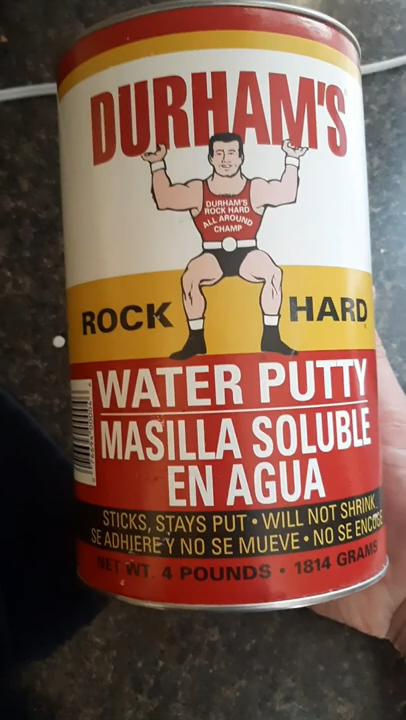 DURHAM'S
DURHAM'S
ROCK HARD
ALL AROUND
CHAMP
ROCK HARD
WATER PUTTY
MASILLA SOLUBLE
EN AGUA
STICKS, STAYS PUT • WILL NOT SHRINK
SE ADHIERE Y NO SE MUEVE • NO SE ENCOGE
NET WT. 4 POUNDS • 1814 GRAMS